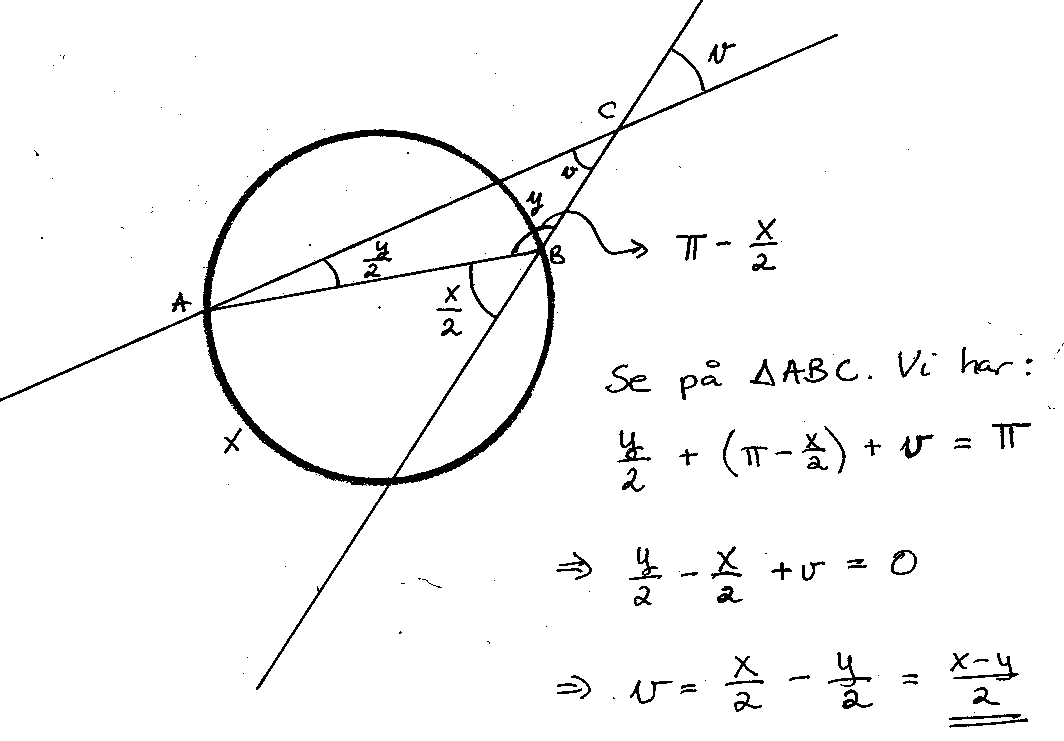 v
C
v
y
y/2
B
π - x/2
A
x/2
Se på ΔABC. Vi har:
x
y/2 + (π - x/2) + v = π
⇒ y/2 - x/2 + v = 0
⇒ v = x/2 - y/2 = x-y/2